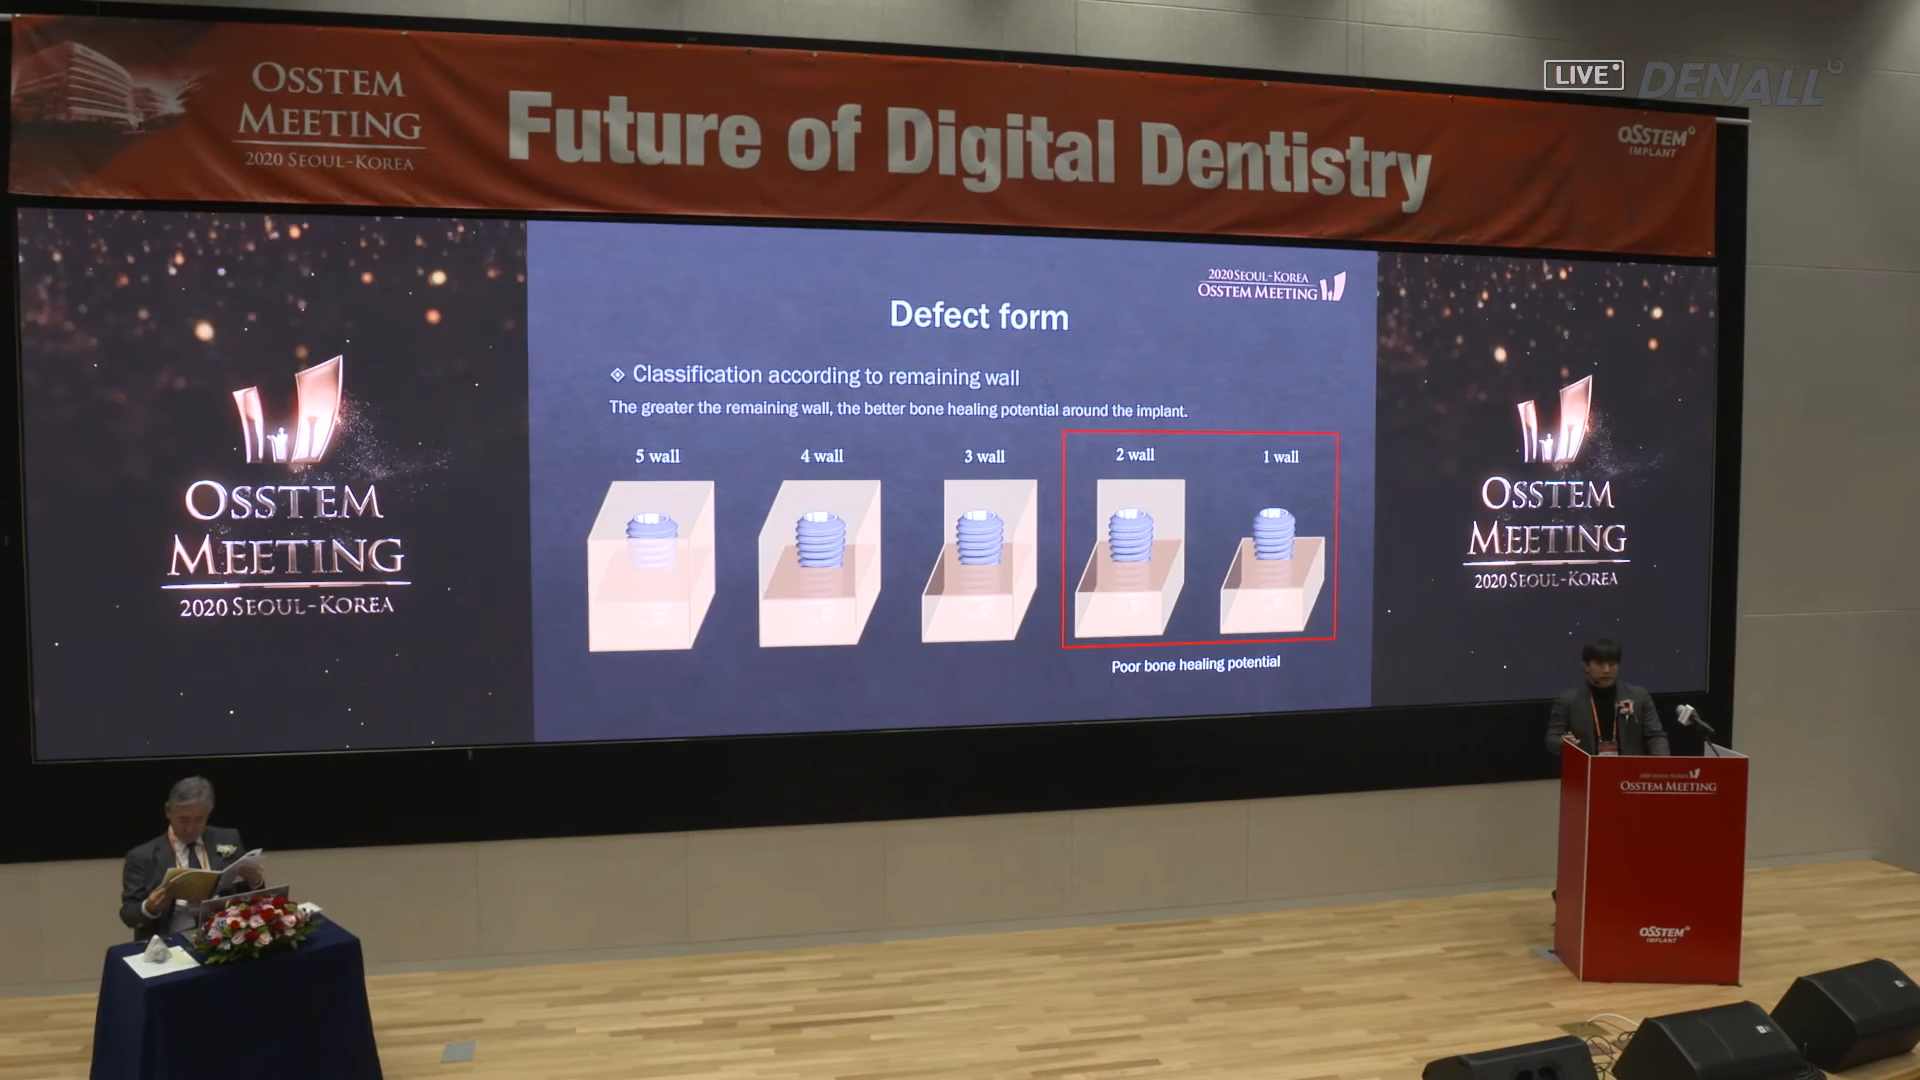 LIVE
DENALL
OSSTEM
MEETING
2020 SEOUL-KOREA
Future of Digital Dentistry
OSSTEM
IMPLANT
2020 SEOUL-KOREA
OSSTEM MEETING
Defect form
Classification according to remaining wall
The greater the remaining wall, the better bone healing potential around the implant.
5 wall
4 wall
3 wall
2 wall
1 wall
Poor bone healing potential
OSSTEM
MEETING
2020 SEOUL-KOREA
OSSTEM
MEETING
2020 SEOUL-KOREA
2020 SEOUL-KOREA
OSSTEM MEETING
OSSTEM
IMPLANT